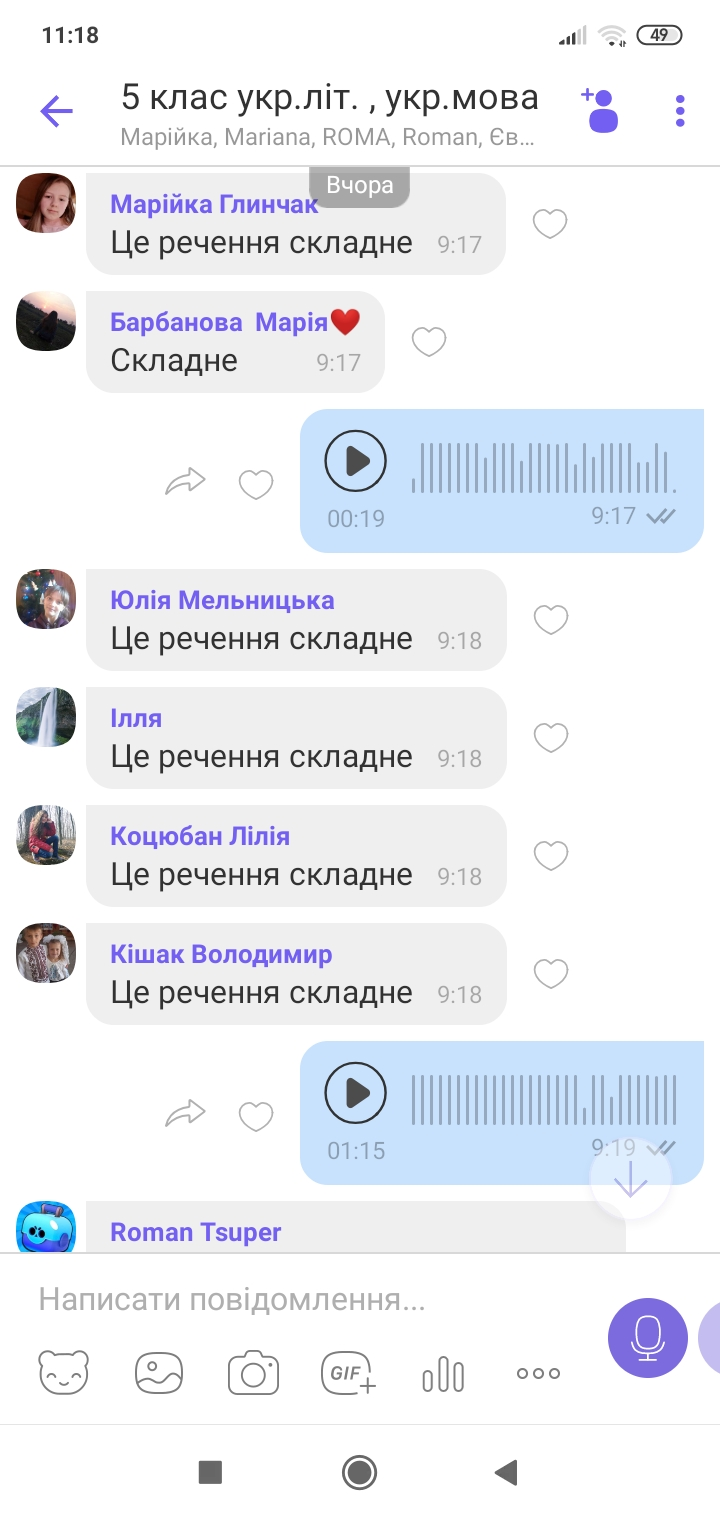 11:18
49
5 клас укр.літ. , укр.мова
Марійка, Mariana, ROMA, Roman, Єв...
Вчора
Марійка Глинчак
Це речення складне 9:17
Барбанова Марія❤️
Складне 9:17
00:19 9:17
Юлія Мельницька
Це речення складне 9:18
Ілля
Це речення складне 9:18
Коцюбан Лілія
Це речення складне 9:18
Кішак Володимир
Це речення складне 9:18
01:15 9:19
Roman Tsuper
Написати повідомлення...
GIF